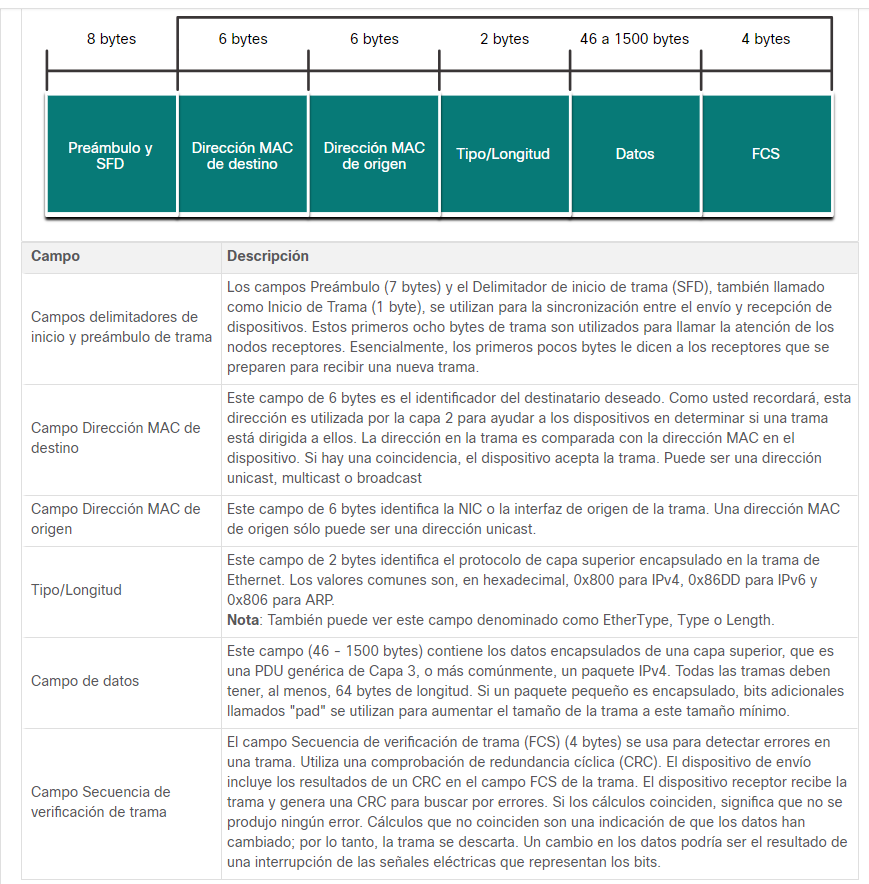 8 bytes
6 bytes
6 bytes
2 bytes
46 a 1500 bytes
4 bytes
Preámbulo y
SFD
Dirección MAC
de destino
Dirección MAC
de origen
Tipo/Longitud
Datos
FCS
Campo
Descripción
Campos delimitadores de
inicio y preámbulo de trama
Los campos Preámbulo (7 bytes) y el Delimitador de inicio de trama (SFD), también llamado
como Inicio de Trama (1 byte), se utilizan para la sincronización entre el envío y recepción de
dispositivos. Estos primeros ocho bytes de trama son utilizados para llamar la atención de los
nodos receptores. Esencialmente, los primeros pocos bytes le dicen a los receptores que se
preparen para recibir una nueva trama.
Campo Dirección MAC de
destino
Este campo de 6 bytes es el identificador del destinatario deseado. Como usted recordará, esta
dirección es utilizada por la capa 2 para ayudar a los dispositivos en determinar si una trama
está dirigida a ellos. La dirección en la trama es comparada con la dirección MAC en el
dispositivo. Si hay una coincidencia, el dispositivo acepta la trama. Puede ser una dirección
unicast, multicast o broadcast
Campo Dirección MAC de
origen
Este campo de 6 bytes identifica la NIC o la interfaz de origen de la trama. Una dirección MAC
de origen sólo puede ser una dirección unicast.
Tipo/Longitud
Este campo de 2 bytes identifica el protocolo de capa superior encapsulado en la trama de
Ethernet. Los valores comunes son, en hexadecimal, 0x800 para IPv4, 0x86DD para IPv6 y
0x806 para ARP.
Nota: También puede ver este campo denominado como EtherType, Type o Length.
Campo de datos
Este campo (46 - 1500 bytes) contiene los datos encapsulados de una capa superior, que es
una PDU genérica de Capa 3, o más comúnmente, un paquete IPv4. Todas las tramas deben
tener, al menos, 64 bytes de longitud. Si un paquete pequeño es encapsulado, bits adicionales
llamados "pad" se utilizan para aumentar el tamaño de la trama a este tamaño mínimo.
Campo Secuencia de
verificación de trama
El campo Secuencia de verificación de trama (FCS) (4 bytes) se usa para detectar errores en
una trama. Utiliza una comprobación de redundancia cíclica (CRC). El dispositivo de envío
incluye los resultados de un CRC en el campo FCS de la trama. El dispositivo receptor recibe la
trama y genera una CRC para buscar por errores. Si los cálculos coinciden, significa que no se
produjo ningún error. Cálculos que no coinciden son una indicación de que los datos han
cambiado; por lo tanto, la trama se descarta. Un cambio en los datos podría ser el resultado de
una interrupción de las señales eléctricas que representan los bits.